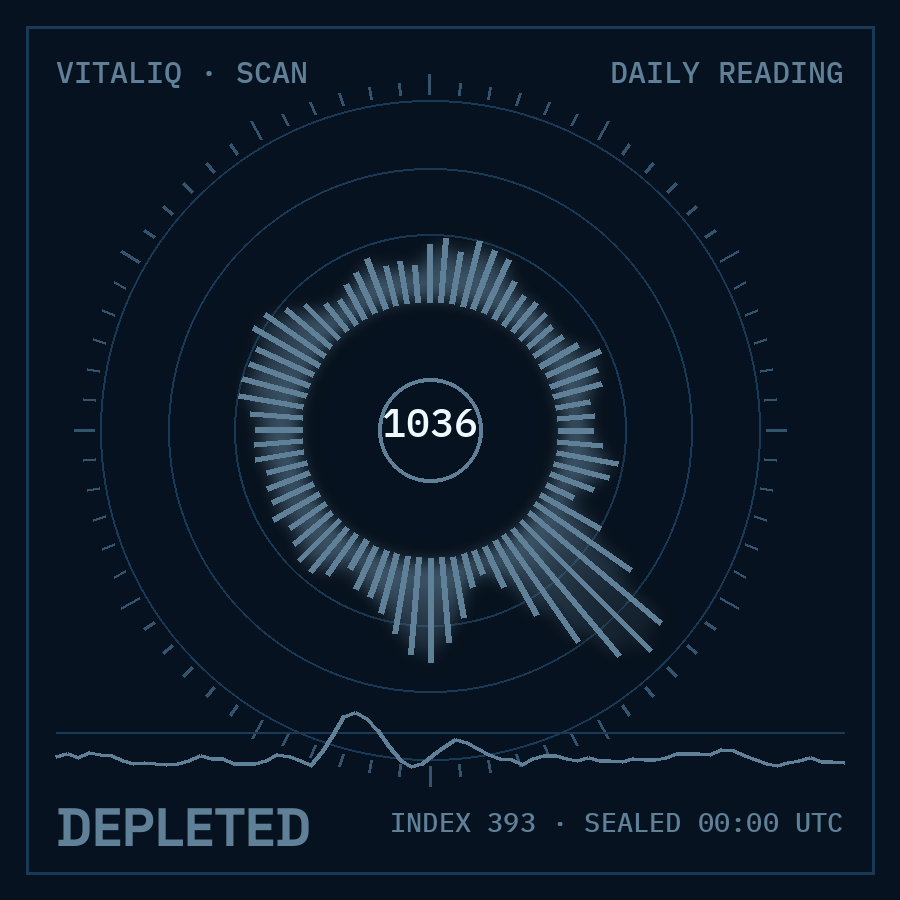 VITALIQ · SCAN
DAILY READING
1036
DEPLETED
INDEX 393 · SEALED 00:00 UTC